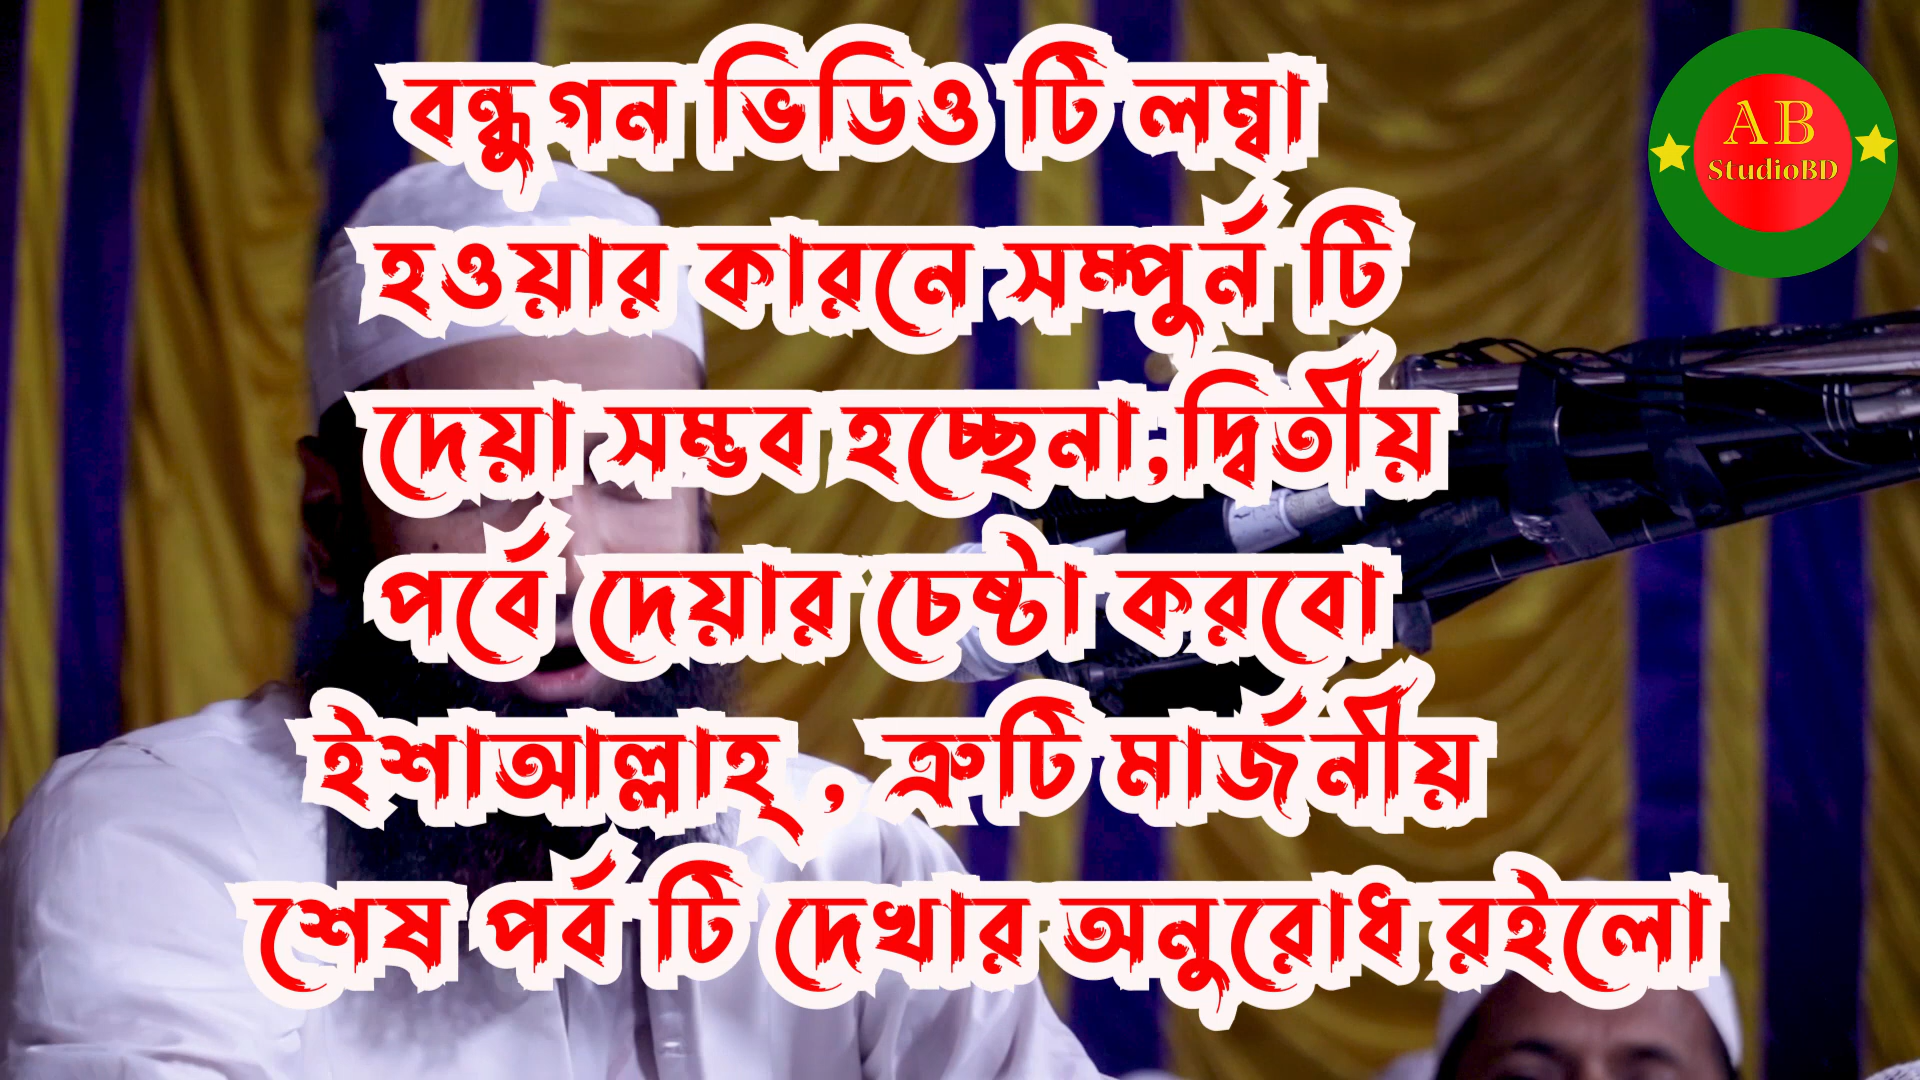 বন্ধুগন ভিডিও টি লম্বা
হওয়ার কারনে সম্পুর্ন টি
দেয়া সম্ভব হচ্ছেনা;দ্বিতীয়
পর্বে দেয়ার চেষ্টা করবো
ইশাআল্লাহ্ , ত্রুটি মার্জনীয়
শেষ পর্ব টি দেখার অনুরোধ রইলো
AB
StudioBD